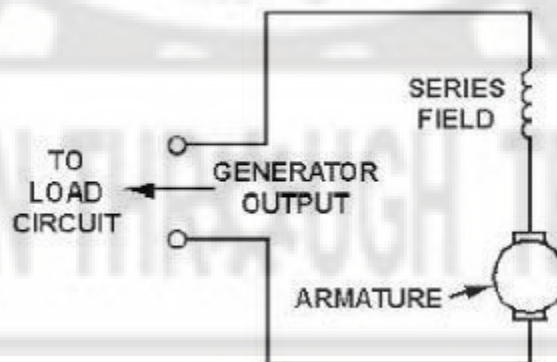 SERIES
FIELD
TO
LOAD
CIRCUIT
GENERATOR
OUTPUT
ARMATURE